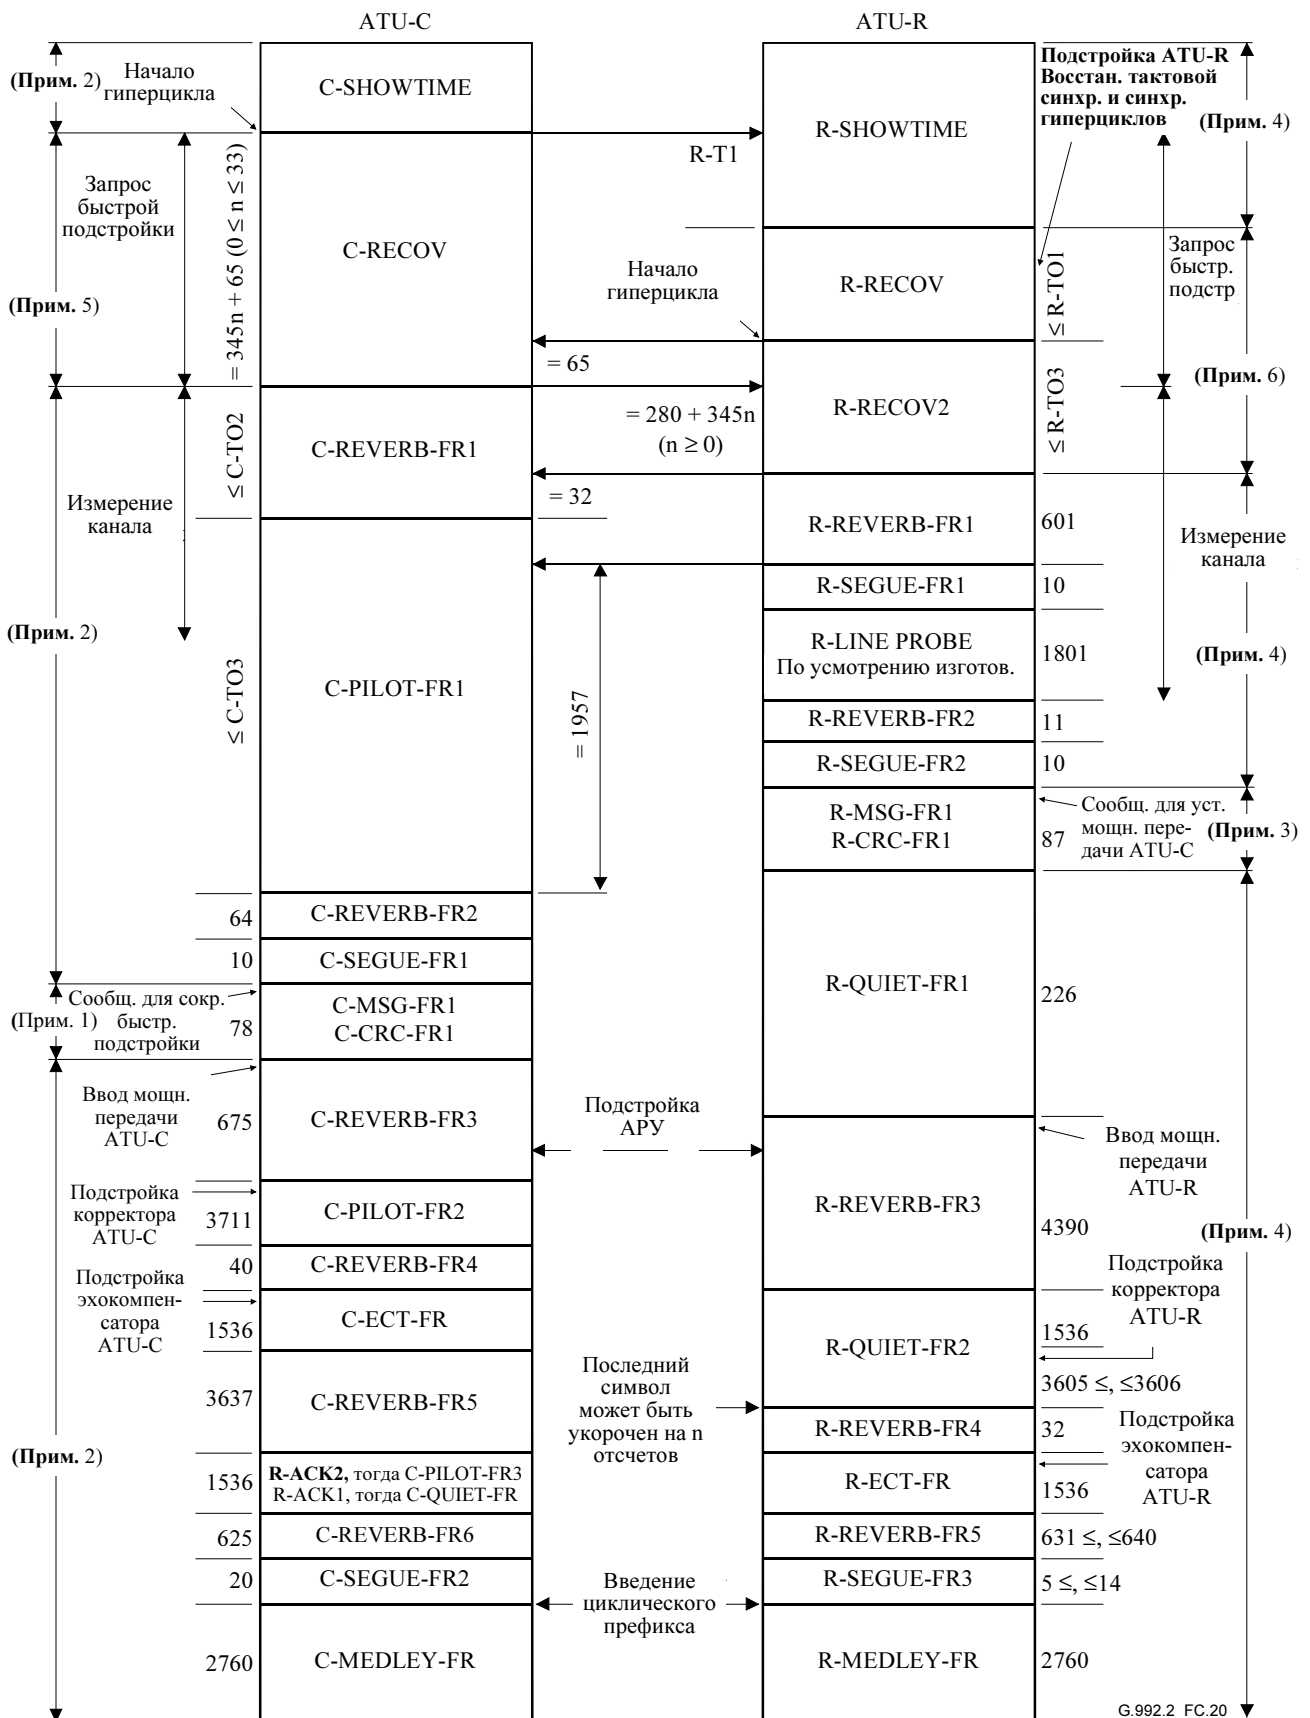 ATU-C
ATU-R
(Прим. 2)
Начало
гиперцикла
C-SHOWTIME
R-SHOWTIME
Подстройка ATU-R
Восстан. тактовой
синхр. и синхр.
гиперциклов
(Прим. 4)
R-T1
Запрос
быстрой
подстройки
(Прим. 5)
= 345n + 65 (0 ≤ n ≤ 33)
C-RECOV
Начало
гиперцикла
R-RECOV
≤ R-TO1
Запрос
быстр.
подстр
= 65
(Прим. 6)
R-RECOV2
≤ R-TO3
= 280 + 345n
(n ≥ 0)
≤ C-TO2
C-REVERB-FR1
= 32
Измерение
канала
R-REVERB-FR1
601
Измерение
канала
R-SEGUE-FR1
10
(Прим. 2)
R-LINE PROBE
По усмотрению изготов.
1801
(Прим. 4)
≤ C-TO3
C-PILOT-FR1
= 1957
R-REVERB-FR2
11
R-SEGUE-FR2
10
R-MSG-FR1
R-CRC-FR1
87
Сообщ. для уст.
мощн. пере-
дачи ATU-C
(Прим. 3)
64
C-REVERB-FR2
10
C-SEGUE-FR1
R-QUIET-FR1
226
(Прим. 1)
Сообщ. для сокр.
быстр.
подстройки
78
C-MSG-FR1
C-CRC-FR1
Ввод мощн.
передачи
ATU-C
675
C-REVERB-FR3
Подстройка
АРУ
Ввод мощн.
передачи
ATU-R
Подстройка
корректора
ATU-C
3711
C-PILOT-FR2
R-REVERB-FR3
4390
(Прим. 4)
40
C-REVERB-FR4
Подстройка
эхокомпен-
сатора
ATU-C
1536
C-ECT-FR
Подстройка
корректора
ATU-R
R-QUIET-FR2
1536
3605 ≤, ≤3606
3637
C-REVERB-FR5
Последний
символ
может быть
укорочен на n
отсчетов
R-REVERB-FR4
32
Подстройка
эхокомпен-
сатора
ATU-R
(Прим. 2)
1536
R-ACK2, тогда C-PILOT-FR3
R-ACK1, тогда C-QUIET-FR
R-ECT-FR
1536
625
C-REVERB-FR6
R-REVERB-FR5
631 ≤, ≤640
20
C-SEGUE-FR2
Введение
циклического
префикса
R-SEGUE-FR3
5 ≤, ≤14
2760
C-MEDLEY-FR
R-MEDLEY-FR
2760
G.992.2_FC.20